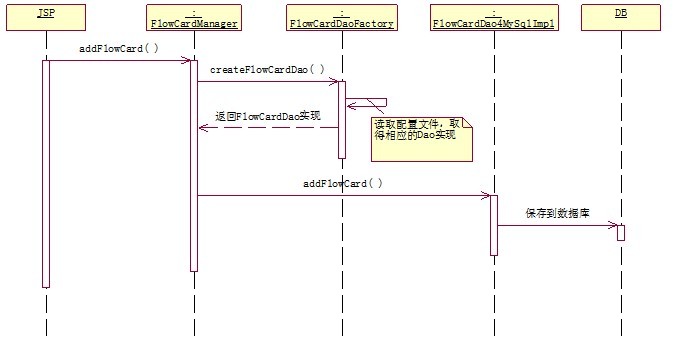 JSP
:
FlowCardManager
:
FlowCardDaoFactory
:
FlowCardDao4MySqlImpl
DB
addFlowCard( )
createFlowCardDao( )
返回FlowCardDao实现
读取配置文件，取
得相应的Dao实现
addFlowCard( )
保存到数据库